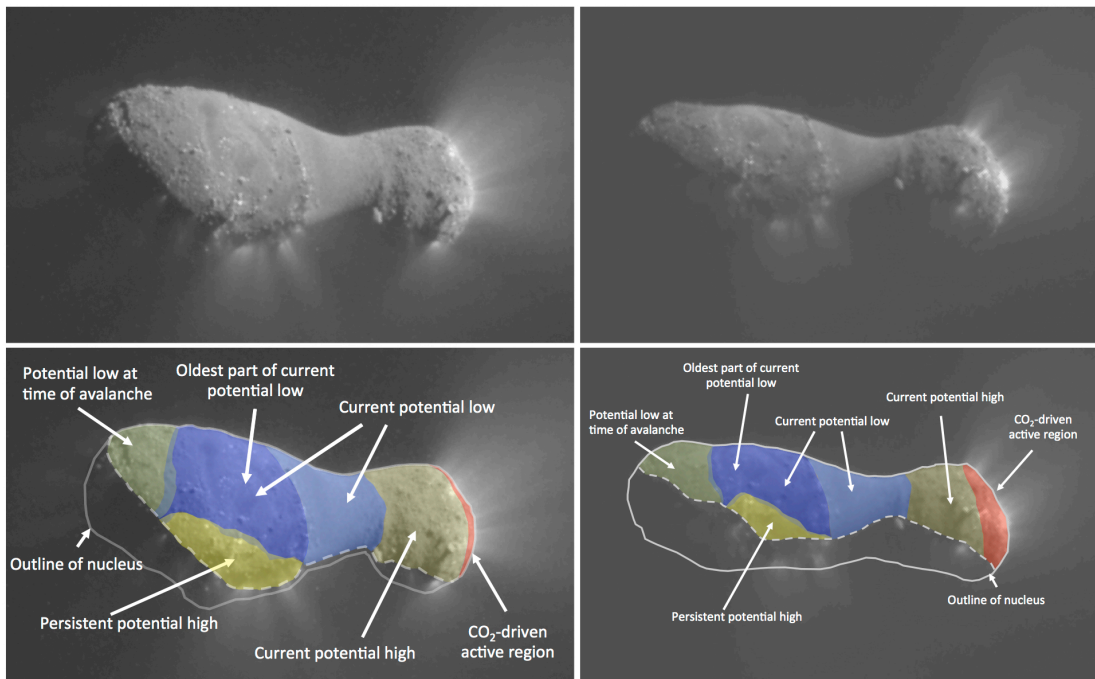 Potential low at
time of avalanche
Oldest part of current
potential low
Current potential low
Outline of nucleus
Persistent potential high
Current potential high
CO₂-driven
active region
Oldest part of current
potential low
Potential low at
time of avalanche
Current potential low
Current potential high
CO₂-driven
active region
Persistent potential high
Outline of nucleus